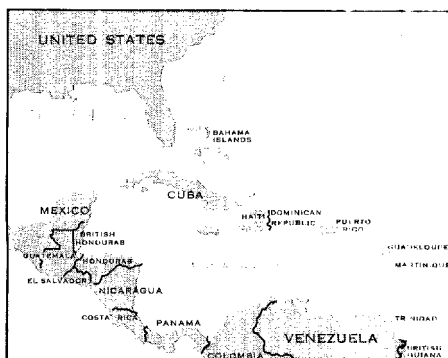 UNITED STATES
BAHAMA
ISLANDS
CUBA
MEXICO
HAITI
DOMINICAN
REPUBLIC
PUERTO
RICO
BRITISH
HONDURAS
GUADELOUPE
GUATEMALA
HONDURAS
MARTINIQUE
EL SALVADOR
NICARAGUA
COSTA RICA
PANAMA
TRINIDAD
VENEZUELA
BRITISH
GUIANA
COLOMBIA